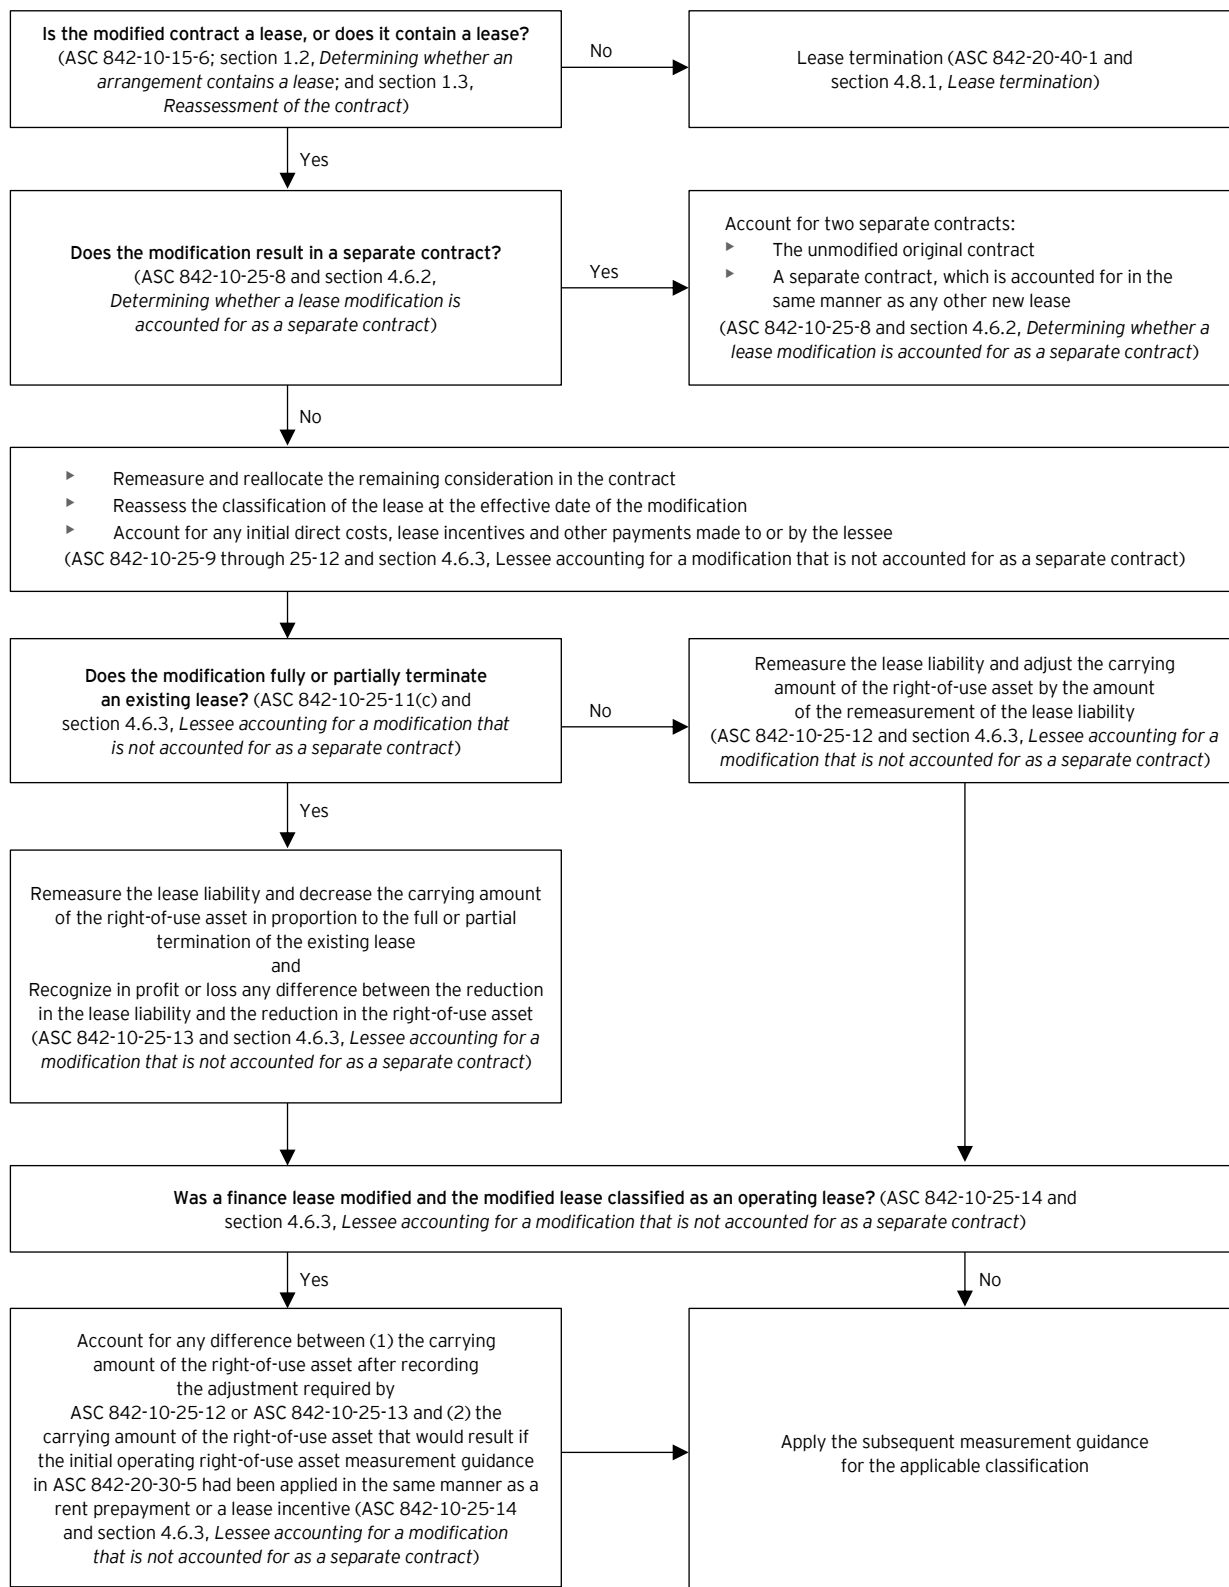 Is the modified contract a lease, or does it contain a lease?
(ASC 842-10-15-6; section 1.2, Determining whether an
arrangement contains a lease; and section 1.3,
Reassessment of the contract)
No
Lease termination (ASC 842-20-40-1 and
section 4.8.1, Lease termination)
Yes
Does the modification result in a separate contract?
(ASC 842-10-25-8 and section 4.6.2,
Determining whether a lease modification is
accounted for as a separate contract)
Yes
Account for two separate contracts:
► The unmodified original contract
► A separate contract, which is accounted for in the
same manner as any other new lease
(ASC 842-10-25-8 and section 4.6.2, Determining whether a
lease modification is accounted for as a separate contract)
No
► Remeasure and reallocate the remaining consideration in the contract
► Reassess the classification of the lease at the effective date of the modification
► Account for any initial direct costs, lease incentives and other payments made to or by the lessee
(ASC 842-10-25-9 through 25-12 and section 4.6.3, Lessee accounting for a modification that is not accounted for as a separate contract)
Does the modification fully or partially terminate
an existing lease? (ASC 842-10-25-11(c) and
section 4.6.3, Lessee accounting for a modification that
is not accounted for as a separate contract)
No
Remeasure the lease liability and adjust the carrying
amount of the right-of-use asset by the amount
of the remeasurement of the lease liability
(ASC 842-10-25-12 and section 4.6.3, Lessee accounting for a
modification that is not accounted for as a separate contract)
Yes
Remeasure the lease liability and decrease the carrying amount
of the right-of-use asset in proportion to the full or partial
termination of the existing lease
and
Recognize in profit or loss any difference between the reduction
in the lease liability and the reduction in the right-of-use asset
(ASC 842-10-25-13 and section 4.6.3, Lessee accounting for a
modification that is not accounted for as a separate contract)
Was a finance lease modified and the modified lease classified as an operating lease? (ASC 842-10-25-14 and
section 4.6.3, Lessee accounting for a modification that is not accounted for as a separate contract)
Yes
No
Account for any difference between (1) the carrying
amount of the right-of-use asset after recording
the adjustment required by
ASC 842-10-25-12 or ASC 842-10-25-13 and (2) the
carrying amount of the right-of-use asset that would result if
the initial operating right-of-use asset measurement guidance
in ASC 842-20-30-5 had been applied in the same manner as a
rent prepayment or a lease incentive (ASC 842-10-25-14
and section 4.6.3, Lessee accounting for a modification
that is not accounted for as a separate contract)
Apply the subsequent measurement guidance
for the applicable classification